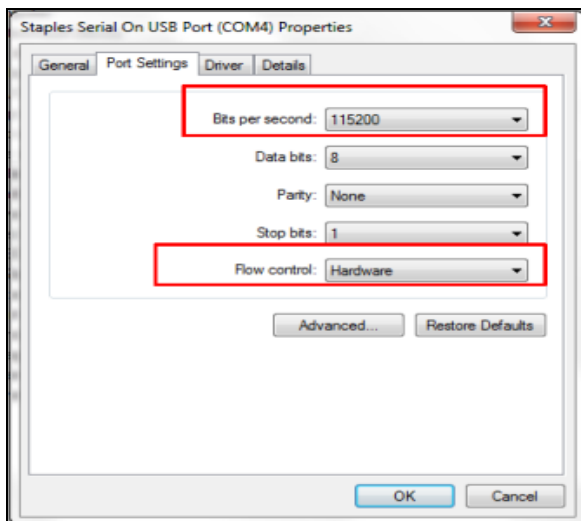 Staples Serial On USB Port (COM4) Properties
General Port Settings Driver Details
Bits per second: 115200
Data bits: 8
Parity: None
Stop bits: 1
Flow control: Hardware
Advanced... Restore Defaults
OK Cancel